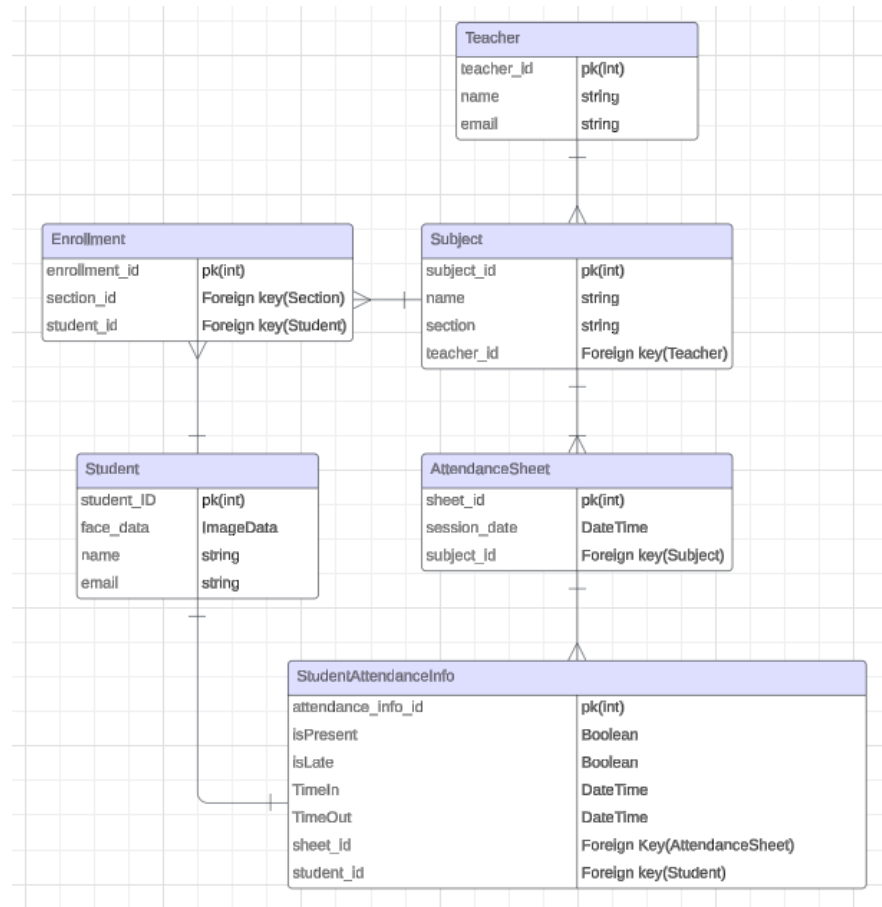 Teacher
teacher_id pk(int)
name string
email string
Enrollment
enrollment_id pk(int)
section_id Foreign key(Section)
student_id Foreign key(Student)
Subject
subject_id pk(int)
name string
section string
teacher_id Foreign key(Teacher)
Student
student_ID pk(int)
face_data ImageData
name string
email string
AttendanceSheet
sheet_id pk(int)
session_date DateTime
subject_id Foreign key(Subject)
StudentAttendanceInfo
attendance_info_id pk(int)
isPresent Boolean
isLate Boolean
TimeIn DateTime
TimeOut DateTime
sheet_id Foreign Key(AttendanceSheet)
student_id Foreign key(Student)